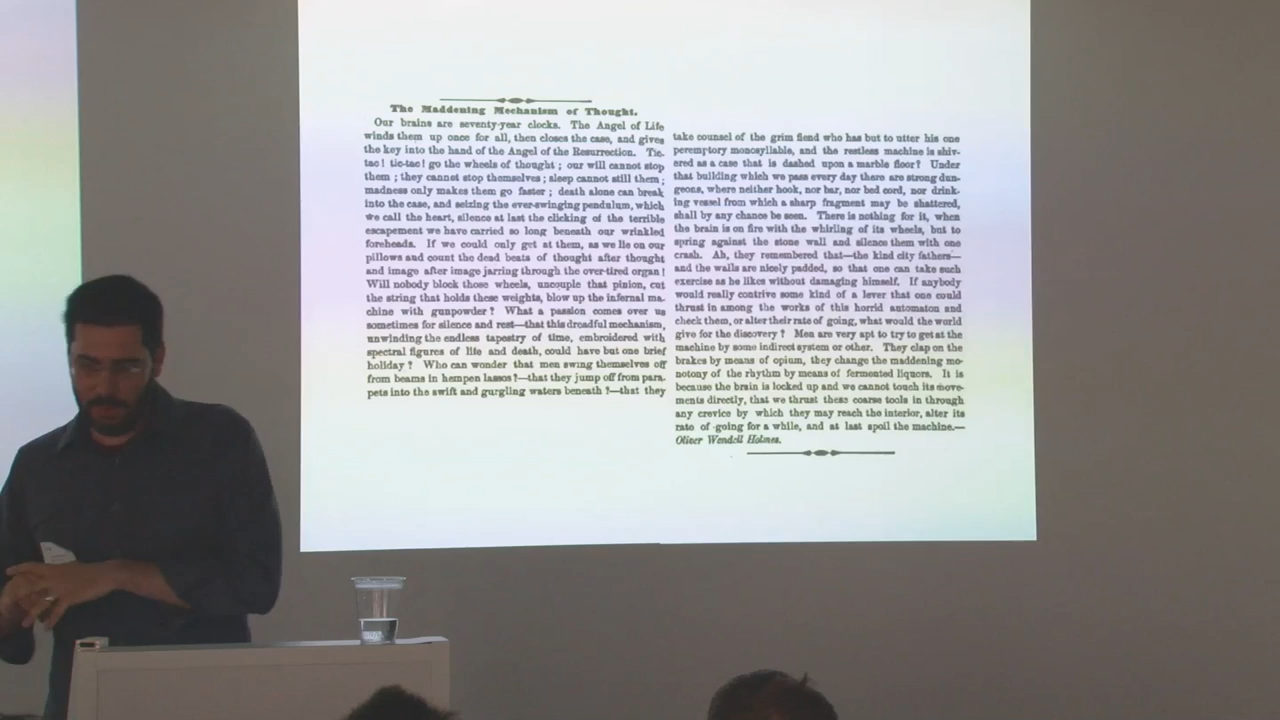 The Maddening Mechanism of Thought.
Our brains are seventy-year clocks. The Angel of Life
winds them up once for all, then closes the case, and gives
the key into the hand of the Angel of the Resurrection. Tic-
tac! tic-tac! go the wheels of thought; our will cannot stop
them; they cannot stop themselves; sleep cannot still them;
madness only makes them go faster; death alone can break
into the case, and seizing the ever-swinging pendulum, which
we call the heart, silence at last the clicking of the terrible
escapement we have carried so long beneath our wrinkled
foreheads. If we could only get at them, as we lie on our
pillows and count the dead beats of thought after thought
and image after image jarring through the over-tired organ!
Will nobody block those wheels, uncouple that pinion, cut
the string that holds these weights, blow up the infernal ma-
chine with gunpowder? What a passion comes over us
sometimes for silence and rest—that this dreadful mechanism,
unwinding the endless tapestry of time, embroidered with
spectral figures of life and death, could have but one brief
holiday? Who can wonder that men swing themselves off
from beams in hempen lassos?—that they jump off from para-
pets into the swift and gurgling waters beneath?—that they
take counsel of the grim fiend who has but to utter his one
peremptory monosyllable, and the restless machine is shiv-
ered as a case that is dashed upon a marble floor? Under
that building which we pass every day there are strong dun-
geons, where neither hook, nor bar, nor bed cord, nor drink-
ing vessel from which a sharp fragment may be shattered,
shall by any chance be seen. There is nothing for it, when
the brain is on fire with the whirling of its wheels, but to
spring against the stone wall and silence them with one
crash. Ah, they remembered that—the kind city fathers—
and the walls are nicely padded, so that one can take such
exercise as he likes without damaging himself. If anybody
would really contrive some kind of a lever that one could
thrust in among the works of this horrid automaton and
check them, or alter their rate of going, what would the world
give for the discovery? Men are very apt to try to get at the
machine by some indirect system or other. They clap on the
brakes by means of opium, they change the maddening mo-
notony of the rhythm by means of fermented liquors. It is
because the brain is locked up and we cannot touch its move-
ments directly, that we thrust these coarse tools in through
any crevice by which they may reach the interior, alter its
rate of going for a while, and at last spoil the machine.—
Oliver Wendell Holmes.